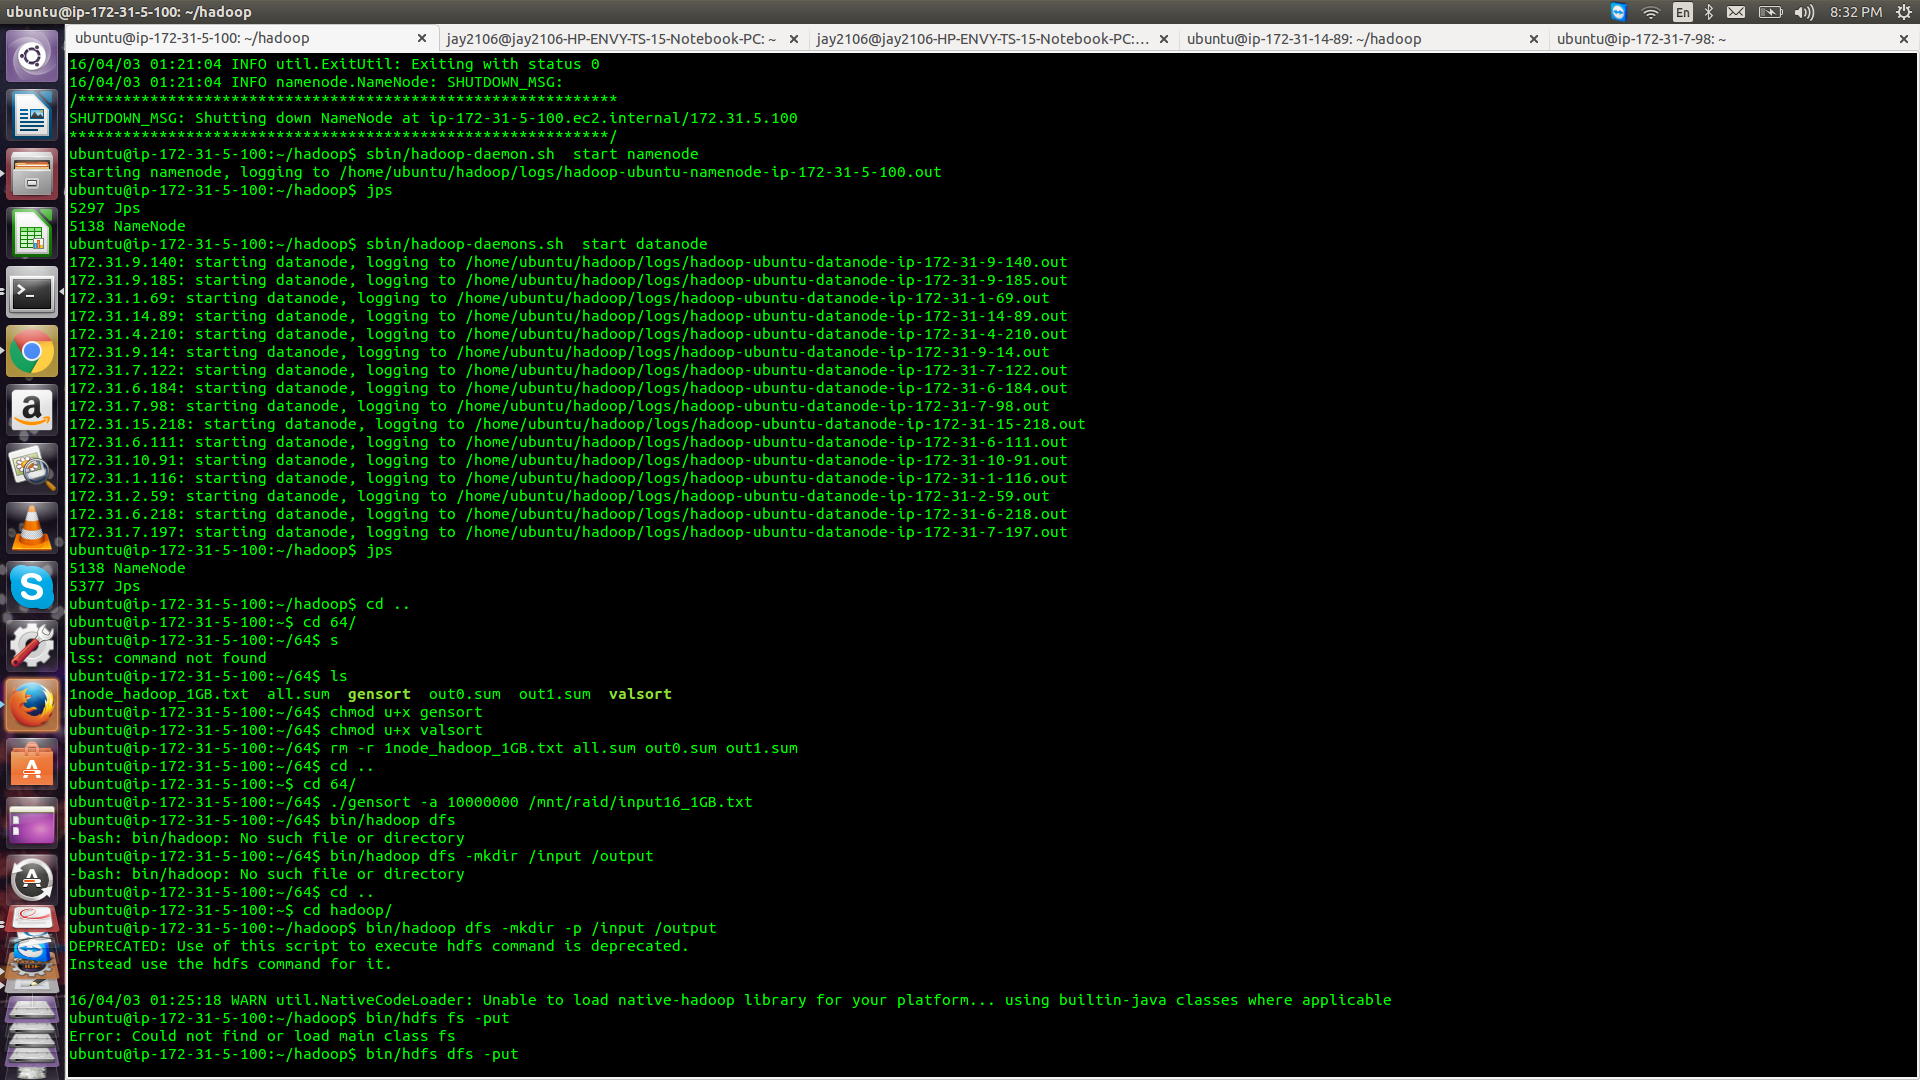 ubuntu@ip-172-31-5-100: ~/hadoop
En
8:32 PM
ubuntu@ip-172-31-5-100: ~/hadoop
jay2106@jay2106-HP-ENVY-TS-15-Notebook-PC: ~
jay2106@jay2106-HP-ENVY-TS-15-Notebook-PC:...
ubuntu@ip-172-31-14-89: ~/hadoop
ubuntu@ip-172-31-7-98: ~
16/04/03 01:21:04 INFO util.ExitUtil: Exiting with status 0
16/04/03 01:21:04 INFO namenode.NameNode: SHUTDOWN_MSG:
/************************************************************
SHUTDOWN_MSG: Shutting down NameNode at ip-172-31-5-100.ec2.internal/172.31.5.100
************************************************************/
ubuntu@ip-172-31-5-100:~/hadoop$ sbin/hadoop-daemon.sh  start namenode
starting namenode, logging to /home/ubuntu/hadoop/logs/hadoop-ubuntu-namenode-ip-172-31-5-100.out
ubuntu@ip-172-31-5-100:~/hadoop$ jps
5297 Jps
5138 NameNode
ubuntu@ip-172-31-5-100:~/hadoop$ sbin/hadoop-daemons.sh  start datanode
172.31.9.140: starting datanode, logging to /home/ubuntu/hadoop/logs/hadoop-ubuntu-datanode-ip-172-31-9-140.out
172.31.9.185: starting datanode, logging to /home/ubuntu/hadoop/logs/hadoop-ubuntu-datanode-ip-172-31-9-185.out
172.31.1.69: starting datanode, logging to /home/ubuntu/hadoop/logs/hadoop-ubuntu-datanode-ip-172-31-1-69.out
172.31.14.89: starting datanode, logging to /home/ubuntu/hadoop/logs/hadoop-ubuntu-datanode-ip-172-31-14-89.out
172.31.4.210: starting datanode, logging to /home/ubuntu/hadoop/logs/hadoop-ubuntu-datanode-ip-172-31-4-210.out
172.31.9.14: starting datanode, logging to /home/ubuntu/hadoop/logs/hadoop-ubuntu-datanode-ip-172-31-9-14.out
172.31.7.122: starting datanode, logging to /home/ubuntu/hadoop/logs/hadoop-ubuntu-datanode-ip-172-31-7-122.out
172.31.6.184: starting datanode, logging to /home/ubuntu/hadoop/logs/hadoop-ubuntu-datanode-ip-172-31-6-184.out
172.31.7.98: starting datanode, logging to /home/ubuntu/hadoop/logs/hadoop-ubuntu-datanode-ip-172-31-7-98.out
172.31.15.218: starting datanode, logging to /home/ubuntu/hadoop/logs/hadoop-ubuntu-datanode-ip-172-31-15-218.out
172.31.6.111: starting datanode, logging to /home/ubuntu/hadoop/logs/hadoop-ubuntu-datanode-ip-172-31-6-111.out
172.31.10.91: starting datanode, logging to /home/ubuntu/hadoop/logs/hadoop-ubuntu-datanode-ip-172-31-10-91.out
172.31.1.116: starting datanode, logging to /home/ubuntu/hadoop/logs/hadoop-ubuntu-datanode-ip-172-31-1-116.out
172.31.2.59: starting datanode, logging to /home/ubuntu/hadoop/logs/hadoop-ubuntu-datanode-ip-172-31-2-59.out
172.31.6.218: starting datanode, logging to /home/ubuntu/hadoop/logs/hadoop-ubuntu-datanode-ip-172-31-6-218.out
172.31.7.197: starting datanode, logging to /home/ubuntu/hadoop/logs/hadoop-ubuntu-datanode-ip-172-31-7-197.out
ubuntu@ip-172-31-5-100:~/hadoop$ jps
5138 NameNode
5377 Jps
ubuntu@ip-172-31-5-100:~/hadoop$ cd ..
ubuntu@ip-172-31-5-100:~$ cd 64/
ubuntu@ip-172-31-5-100:~/64$ s
lss: command not found
ubuntu@ip-172-31-5-100:~/64$ ls
1node_hadoop_1GB.txt  all.sum  gensort  out0.sum  out1.sum  valsort
ubuntu@ip-172-31-5-100:~/64$ chmod u+x gensort
ubuntu@ip-172-31-5-100:~/64$ chmod u+x valsort
ubuntu@ip-172-31-5-100:~/64$ rm -r 1node_hadoop_1GB.txt all.sum out0.sum out1.sum
ubuntu@ip-172-31-5-100:~/64$ cd ..
ubuntu@ip-172-31-5-100:~$ cd 64/
ubuntu@ip-172-31-5-100:~/64$ ./gensort -a 10000000 /mnt/raid/input16_1GB.txt
ubuntu@ip-172-31-5-100:~/64$ bin/hadoop dfs
-bash: bin/hadoop: No such file or directory
ubuntu@ip-172-31-5-100:~/64$ bin/hadoop dfs -mkdir /input /output
-bash: bin/hadoop: No such file or directory
ubuntu@ip-172-31-5-100:~/64$ cd ..
ubuntu@ip-172-31-5-100:~$ cd hadoop/
ubuntu@ip-172-31-5-100:~/hadoop$ bin/hadoop dfs -mkdir -p /input /output
DEPRECATED: Use of this script to execute hdfs command is deprecated.
Instead use the hdfs command for it.
16/04/03 01:25:18 WARN util.NativeCodeLoader: Unable to load native-hadoop library for your platform... using builtin-java classes where applicable
ubuntu@ip-172-31-5-100:~/hadoop$ bin/hdfs fs -put
Error: Could not find or load main class fs
ubuntu@ip-172-31-5-100:~/hadoop$ bin/hdfs dfs -put